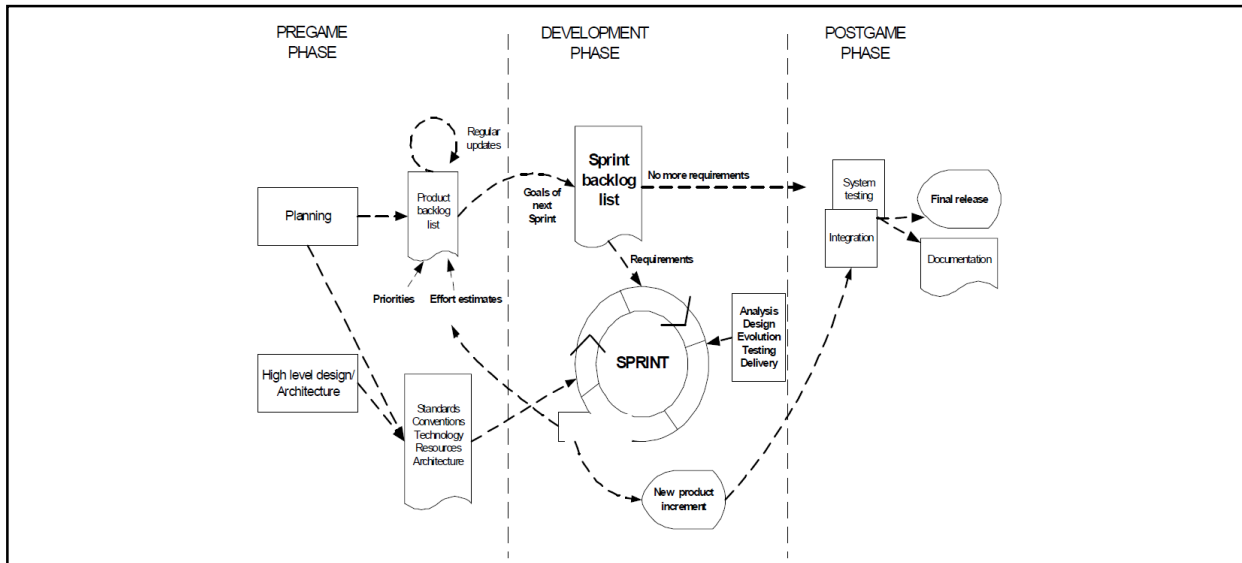 PREGAME
PHASE
DEVELOPMENT
PHASE
POSTGAME
PHASE
Regular
updates
Planning
Product
backlog
list
Goals of
next
Sprint
Sprint
backlog
list
No more requirements
System
testing
Integration
Final release
Documentation
Priorities
Effort estimates
Requirements
High level design/
Architecture
Standards
Conventions
Technology
Resources
Architecture
SPRINT
Analysis
Design
Evolution
Testing
Delivery
New product
increment